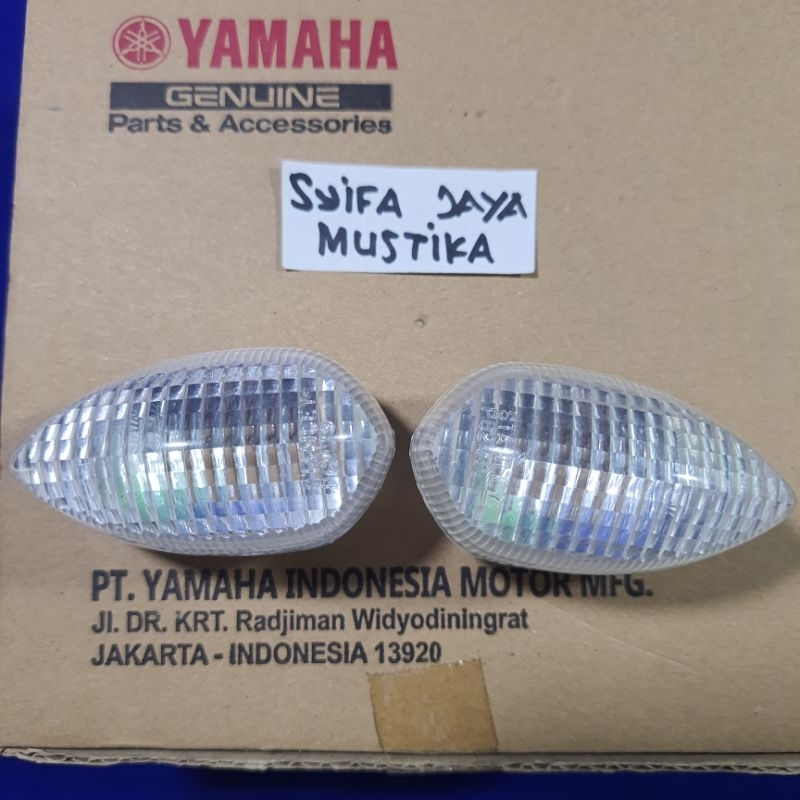 YAMAHA
GENUINE
Parts & Accessories
SyiFA JAYA
MUSTiKA
STANLEY
PT. YAMAHA INDONESIA MOTOR MFG.
Jl. DR. KRT. Radjiman Widyodiningrat
JAKARTA - INDONESIA 13920